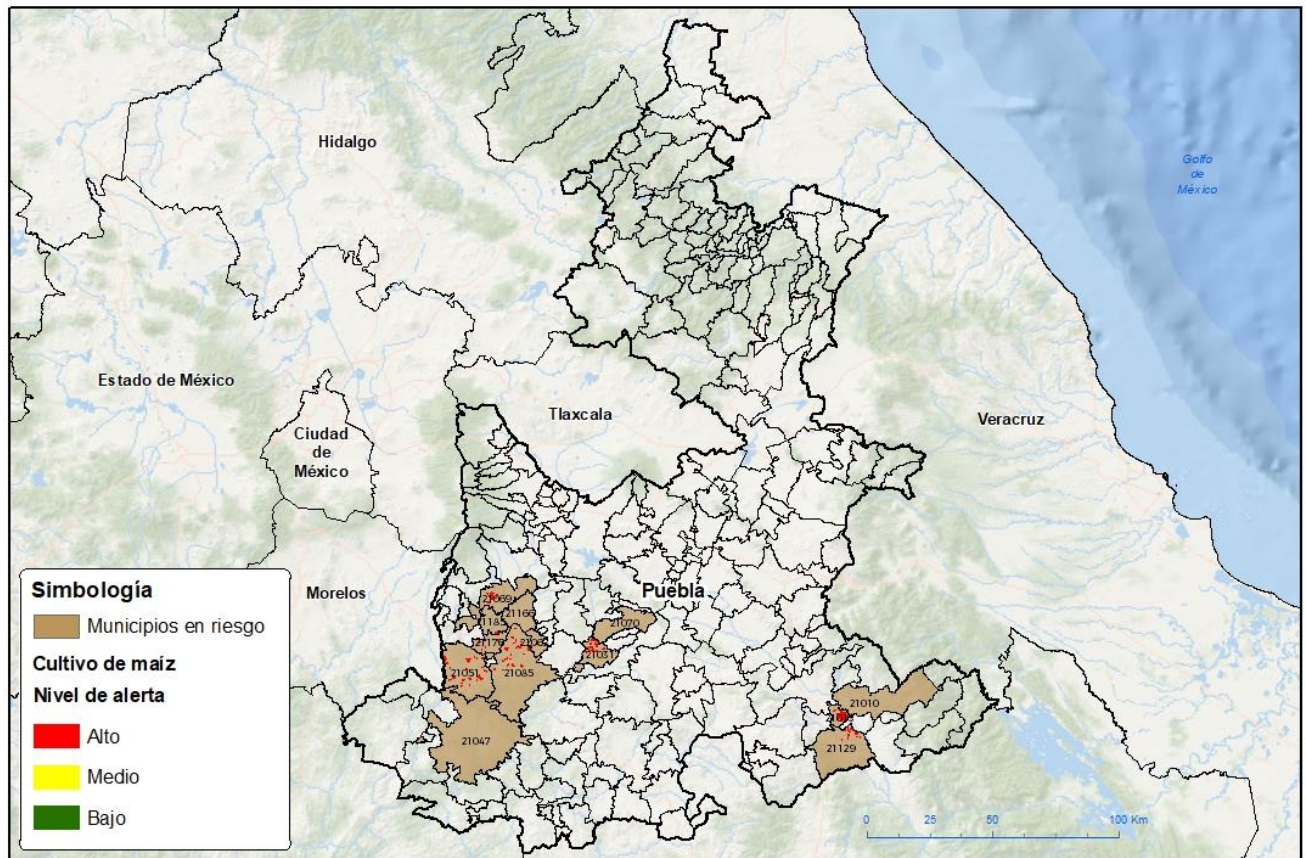 Hidalgo
Golfo
de
México
Estado de México
Tlaxcala
Veracruz
Ciudad
de
México
Morelos
Puebla
21069
21166
21070
21031
21051
21085
21010
21047
21129
Simbología
Municipios en riesgo
Cultivo de maíz
Nivel de alerta
Alto
Medio
Bajo
0 25 50 100 Km